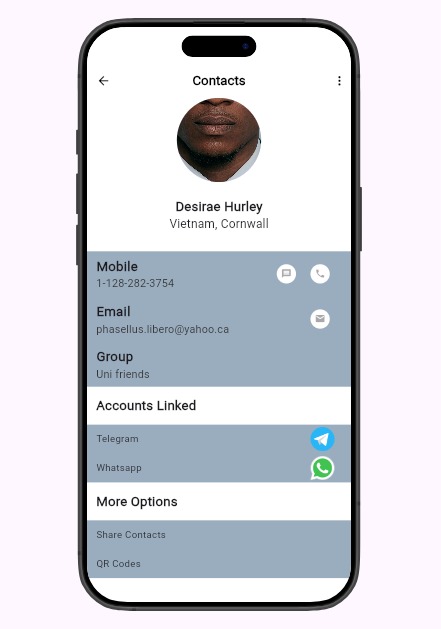 Contacts
Desirae Hurley
Vietnam, Cornwall
Mobile
1-128-282-3754
Email
phasellus.libero@yahoo.ca
Group
Uni friends
Accounts Linked
Telegram
Whatsapp
More Options
Share Contacts
QR Codes